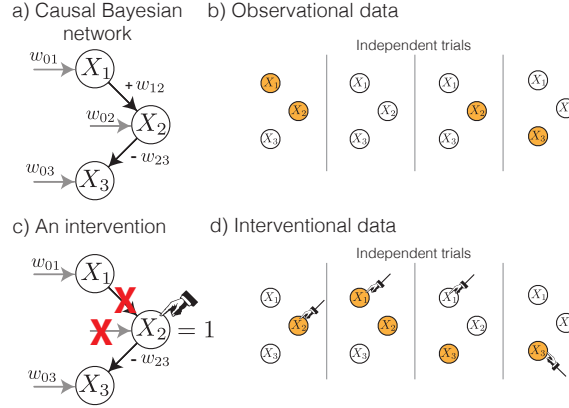 a) Causal Bayesian
network
w01
X1
+ w12
w02
X2
- w23
w03
X3
b) Observational data
Independent trials
X1 X1 X1 X1
X2 X2 X2 X2
X3 X3 X3 X3
c) An intervention
w01
X1
X
X
X2 = 1
- w23
w03
X3
d) Interventional data
Independent trials
X1 X1 X1 X1
X2 X2 X2 X2
X3 X3 X3 X3